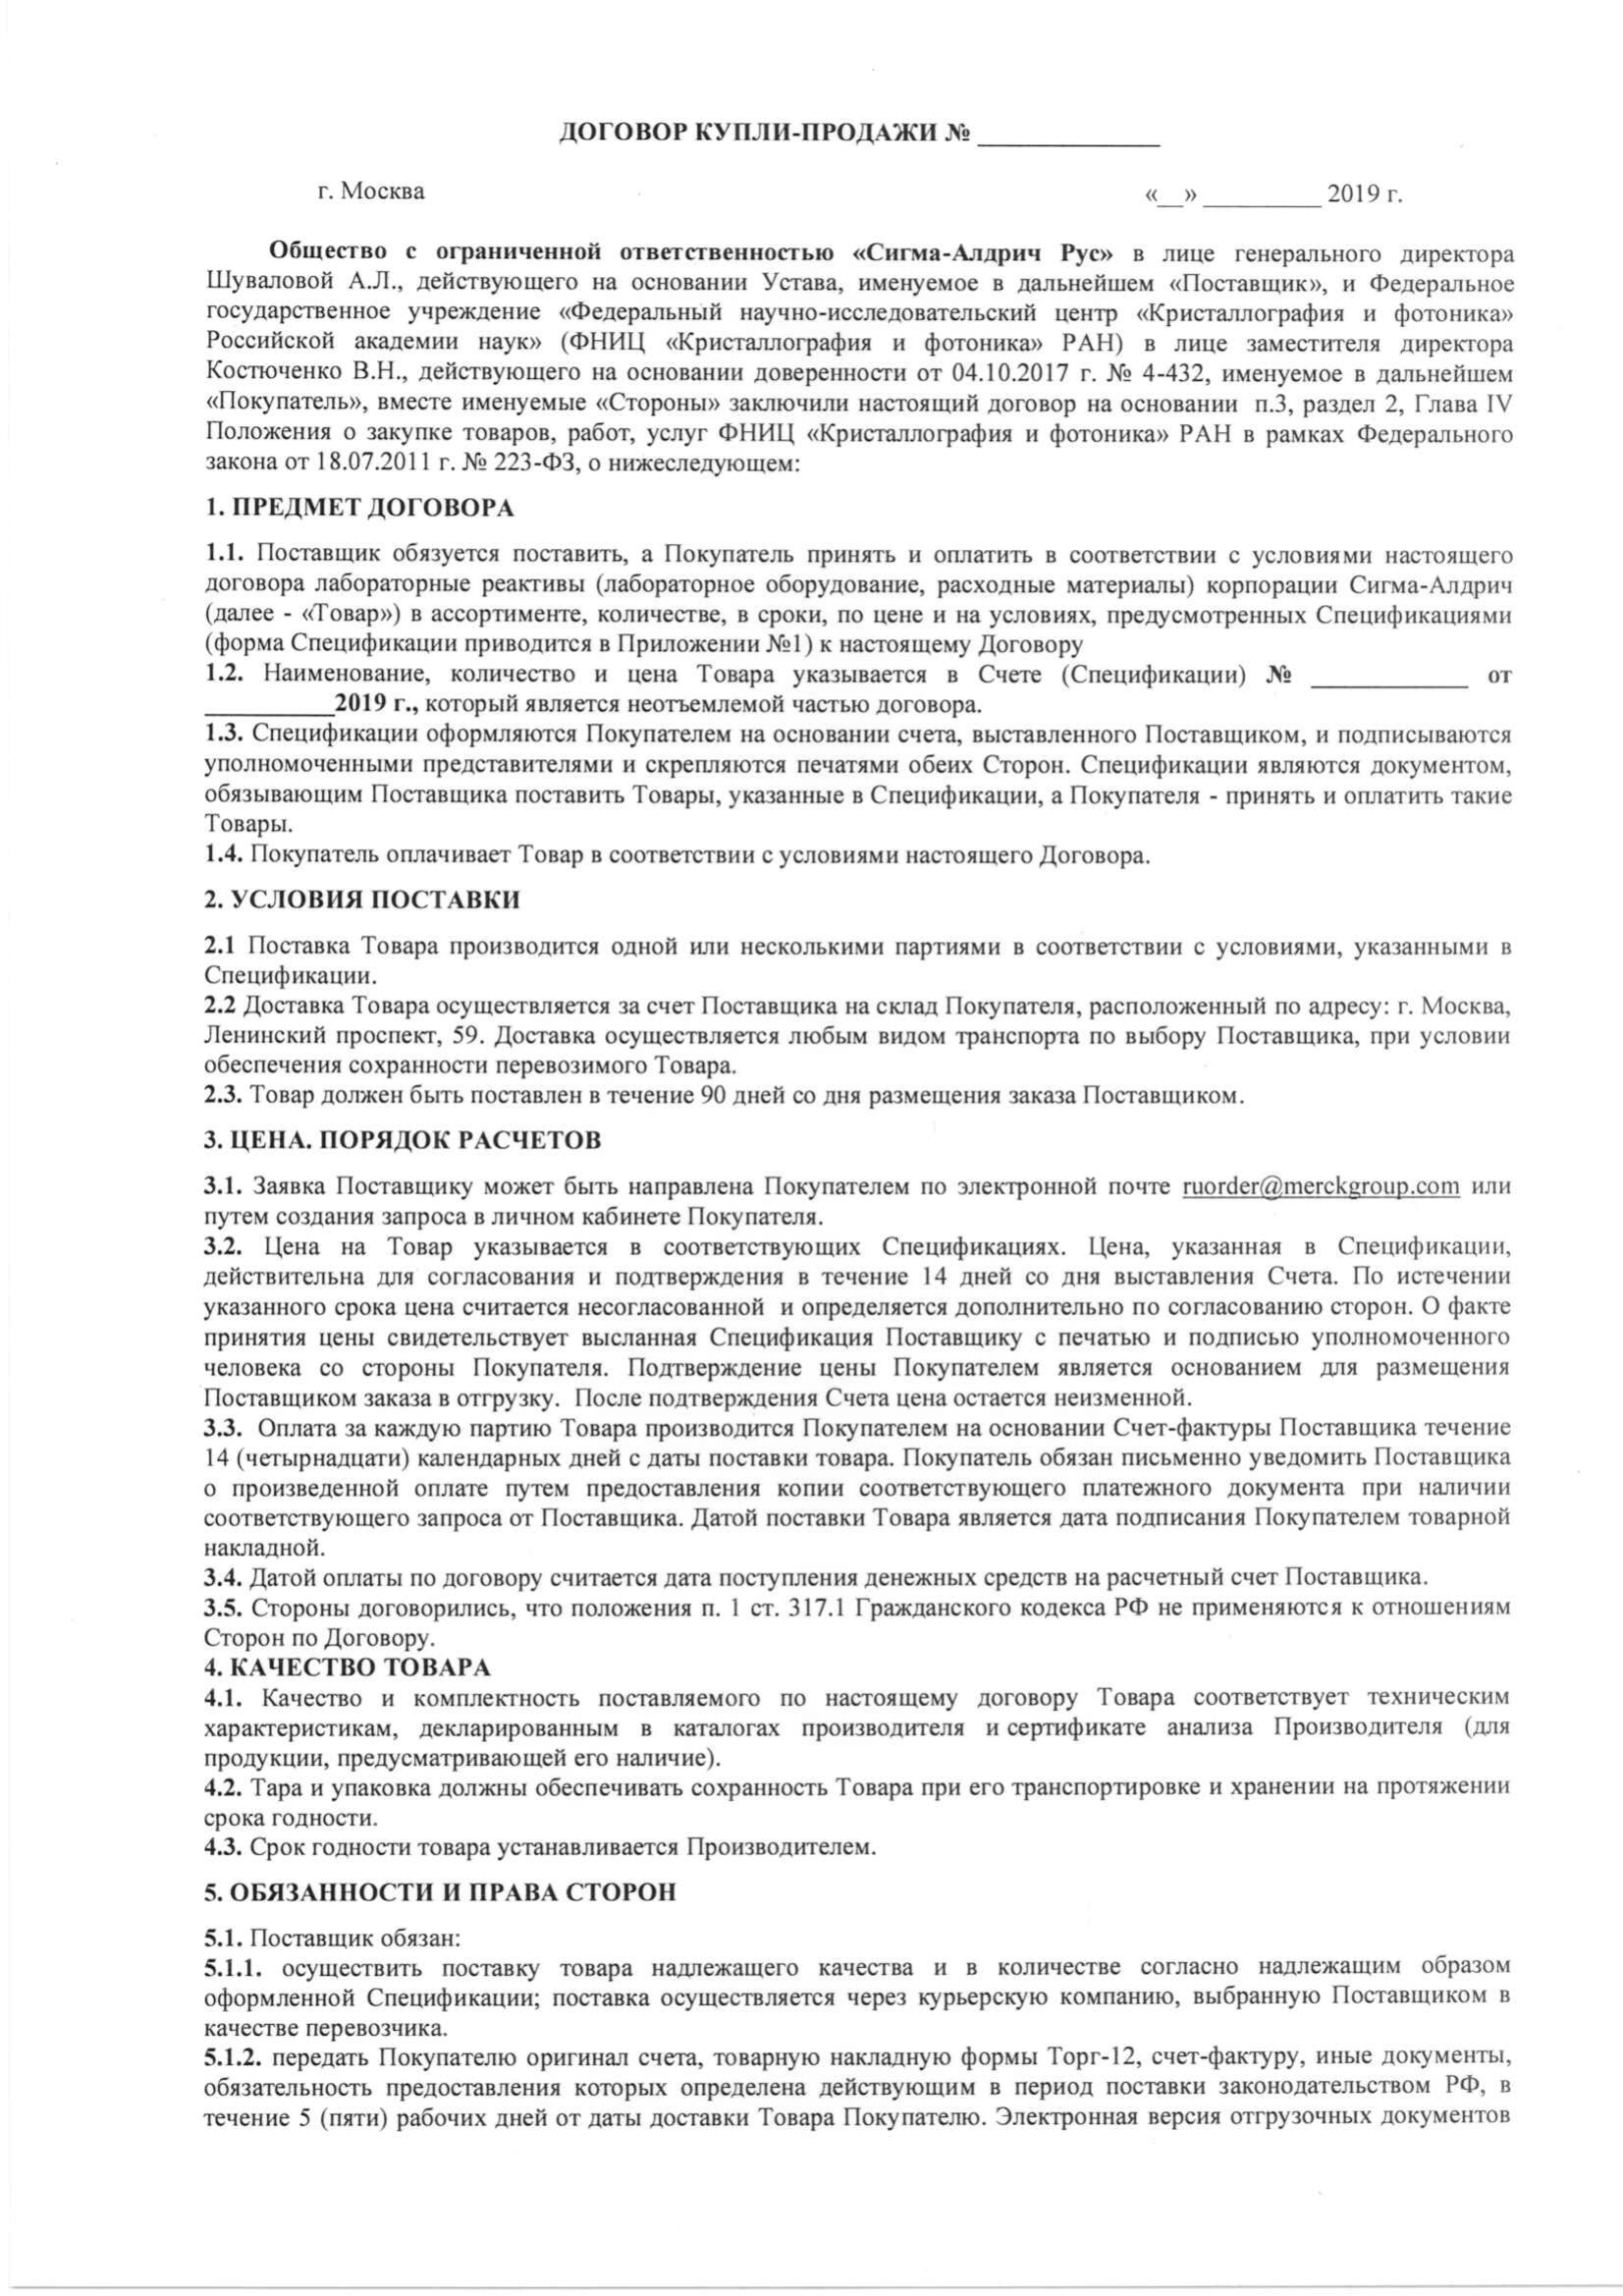 ДОГОВОР КУПЛИ-ПРОДАЖИ № ______________
г. Москва «__» _________ 2019 г.
Общество с ограниченной ответственностью «Сигма-Алдрич Рус» в лице генерального директора
Шуваловой А.Л., действующего на основании Устава, именуемое в дальнейшем «Поставщик», и Федеральное
государственное учреждение «Федеральный научно-исследовательский центр «Кристаллография и фотоника»
Российской академии наук» (ФНИЦ «Кристаллография и фотоника» РАН) в лице заместителя директора
Костюченко В.Н., действующего на основании доверенности от 04.10.2017 г. № 4-432, именуемое в дальнейшем
«Покупатель», вместе именуемые «Стороны» заключили настоящий договор на основании п.3, раздел 2, Глава IV
Положения о закупке товаров, работ, услуг ФНИЦ «Кристаллография и фотоника» РАН в рамках Федерального
закона от 18.07.2011 г. № 223-ФЗ, о нижеследующем:
1. ПРЕДМЕТ ДОГОВОРА
1.1. Поставщик обязуется поставить, а Покупатель принять и оплатить в соответствии с условиями настоящего
договора лабораторные реактивы (лабораторное оборудование, расходные материалы) корпорации Сигма-Алдрич
(далее - «Товар») в ассортименте, количестве, в сроки, по цене и на условиях, предусмотренных Спецификациями
(форма Спецификации приводится в Приложении №1) к настоящему Договору
1.2. Наименование, количество и цена Товара указывается в Счете (Спецификации) № ____________ от
__________2019 г., который является неотъемлемой частью договора.
1.3. Спецификации оформляются Покупателем на основании счета, выставленного Поставщиком, и подписываются
уполномоченными представителями и скрепляются печатями обеих Сторон. Спецификации являются документом,
обязывающим Поставщика поставить Товары, указанные в Спецификации, а Покупателя - принять и оплатить такие
Товары.
1.4. Покупатель оплачивает Товар в соответствии с условиями настоящего Договора.
2. УСЛОВИЯ ПОСТАВКИ
2.1 Поставка Товара производится одной или несколькими партиями в соответствии с условиями, указанными в
Спецификации.
2.2 Доставка Товара осуществляется за счет Поставщика на склад Покупателя, расположенный по адресу: г. Москва,
Ленинский проспект, 59. Доставка осуществляется любым видом транспорта по выбору Поставщика, при условии
обеспечения сохранности перевозимого Товара.
2.3. Товар должен быть поставлен в течение 90 дней со дня размещения заказа Поставщиком.
3. ЦЕНА. ПОРЯДОК РАСЧЕТОВ
3.1. Заявка Поставщику может быть направлена Покупателем по электронной почте ruorder@merckgroup.com или
путем создания запроса в личном кабинете Покупателя.
3.2. Цена на Товар указывается в соответствующих Спецификациях. Цена, указанная в Спецификации,
действительна для согласования и подтверждения в течение 14 дней со дня выставления Счета. По истечении
указанного срока цена считается несогласованной и определяется дополнительно по согласованию сторон. О факте
принятия цены свидетельствует высланная Спецификация Поставщику с печатью и подписью уполномоченного
человека со стороны Покупателя. Подтверждение цены Покупателем является основанием для размещения
Поставщиком заказа в отгрузку. После подтверждения Счета цена остается неизменной.
3.3. Оплата за каждую партию Товара производится Покупателем на основании Счет-фактуры Поставщика течение
14 (четырнадцати) календарных дней с даты поставки товара. Покупатель обязан письменно уведомить Поставщика
о произведенной оплате путем предоставления копии соответствующего платежного документа при наличии
соответствующего запроса от Поставщика. Датой поставки Товара является дата подписания Покупателем товарной
накладной.
3.4. Датой оплаты по договору считается дата поступления денежных средств на расчетный счет Поставщика.
3.5. Стороны договорились, что положения п. 1 ст. 317.1 Гражданского кодекса РФ не применяются к отношениям
Сторон по Договору.
4. КАЧЕСТВО ТОВАРА
4.1. Качество и комплектность поставляемого по настоящему договору Товара соответствует техническим
характеристикам, декларированным в каталогах производителя и сертификате анализа Производителя (для
продукции, предусматривающей его наличие).
4.2. Тара и упаковка должны обеспечивать сохранность Товара при его транспортировке и хранении на протяжении
срока годности.
4.3. Срок годности товара устанавливается Производителем.
5. ОБЯЗАННОСТИ И ПРАВА СТОРОН
5.1. Поставщик обязан:
5.1.1. осуществить поставку товара надлежащего качества и в количестве согласно надлежащим образом
оформленной Спецификации; поставка осуществляется через курьерскую компанию, выбранную Поставщиком в
качестве перевозчика.
5.1.2. передать Покупателю оригинал счета, товарную накладную формы Торг-12, счет-фактуру, иные документы,
обязательность предоставления которых определена действующим в период поставки законодательством РФ, в
течение 5 (пяти) рабочих дней от даты доставки Товара Покупателю. Электронная версия отгрузочных документов